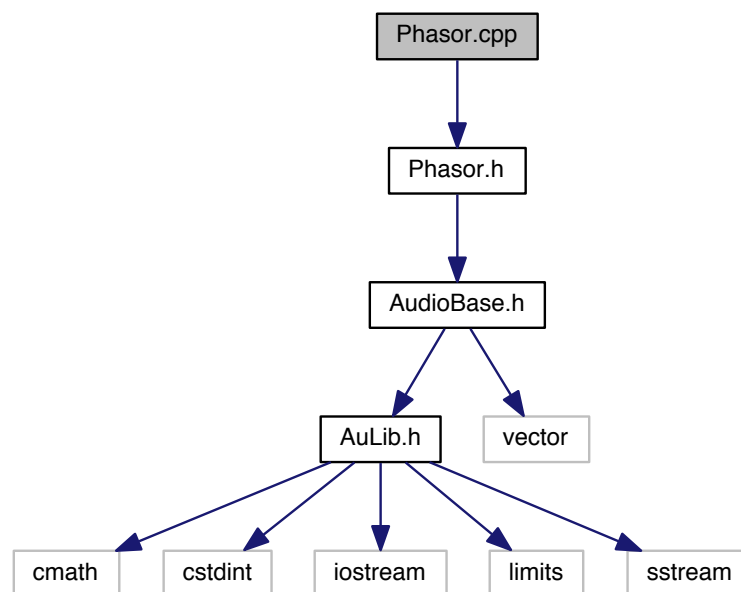 Phasor.cpp
Phasor.h
AudioBase.h
AuLib.h
vector
cmath
cstdint
iostream
limits
sstream